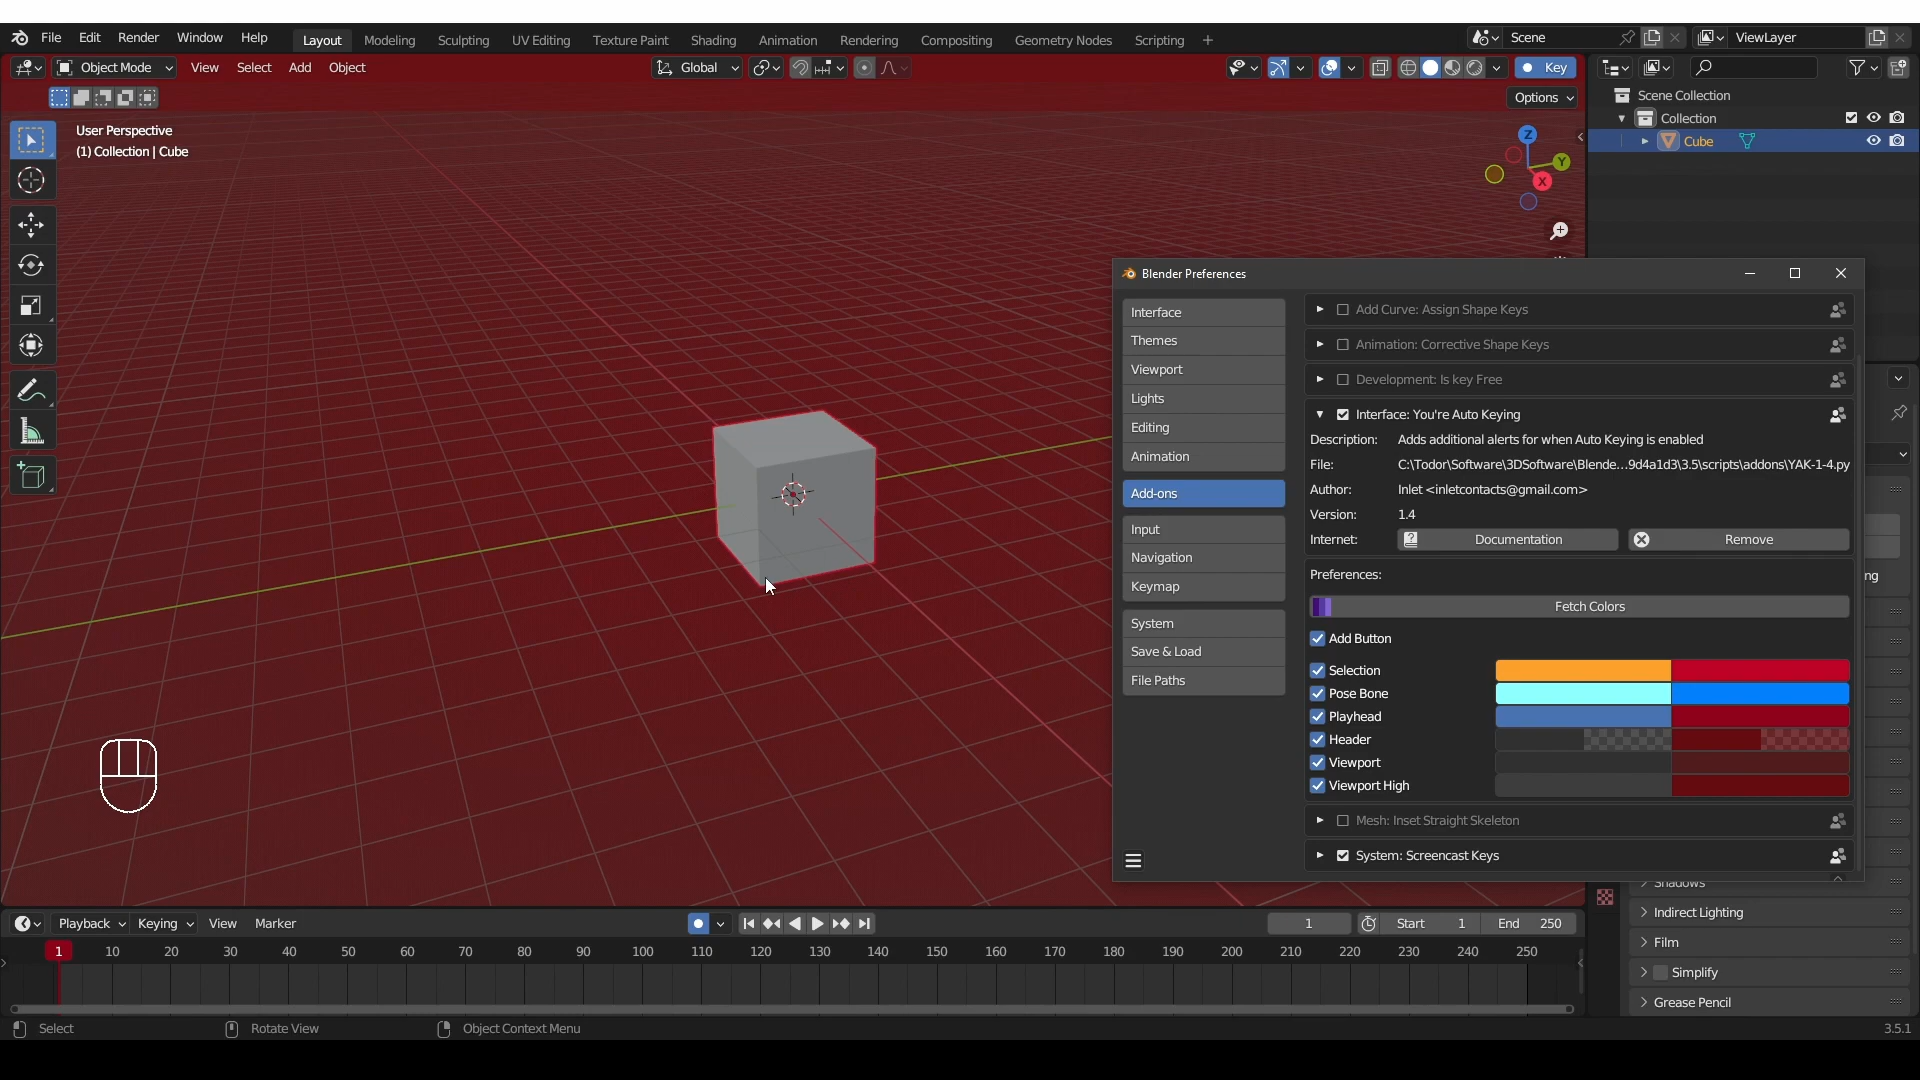 File Edit Render Window Help Layout Modeling Sculpting UV Editing Texture Paint Shading Animation Rendering Compositing Geometry Nodes Scripting + Scene ViewLayer
Object Mode View Select Add Object Global Key
Options
User Perspective
(1) Collection | Cube
Z
Y
X
Scene Collection
Collection
Cube
Blender Preferences
Interface
Themes
Viewport
Lights
Editing
Animation
Add-ons
Input
Navigation
Keymap
System
Save & Load
File Paths
Add Curve: Assign Shape Keys
Animation: Corrective Shape Keys
Development: Is key Free
Interface: You're Auto Keying
Description: Adds additional alerts for when Auto Keying is enabled
File: C:\Todor\Software\3DSoftware\Blende...9d4a1d3\3.5\scripts\addons\YAK-1-4.py
Author: Inlet <inletcontacts@gmail.com>
Version: 1.4
Internet: Documentation Remove
Preferences:
Fetch Colors
Add Button
Selection
Pose Bone
Playhead
Header
Viewport
Viewport High
Mesh: Inset Straight Skeleton
System: Screencast Keys
ng
Shadows
Indirect Lighting
Film
Simplify
Grease Pencil
Playback Keying View Marker 1 Start 1 End 250
1 10 20 30 40 50 60 70 80 90 100 110 120 130 140 150 160 170 180 190 200 210 220 230 240 250
Select Rotate View Object Context Menu 3.5.1